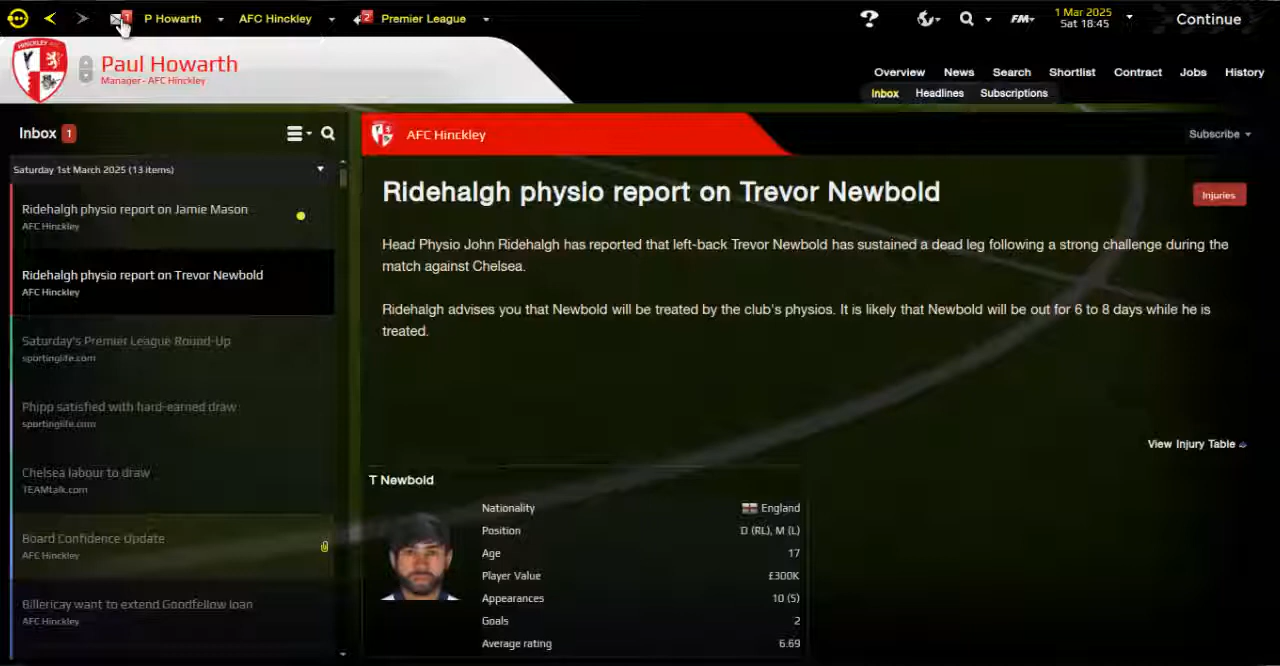 1
P Howarth
AFC Hinckley
2
Premier League
?
FM
1 Mar 2025
Sat 18:45
Continue
HINCKLEY
Paul Howarth
Manager - AFC Hinckley
Overview News Search Shortlist Contract Jobs History
Inbox Headlines Subscriptions
Inbox 1
AFC Hinckley
Subscribe
Saturday 1st March 2025 (13 items)
Ridehalgh physio report on Jamie Mason
AFC Hinckley
Ridehalgh physio report on Trevor Newbold
AFC Hinckley
Saturday's Premier League Round-Up
sportinglife.com
Phipp satisfied with hard-earned draw
sportinglife.com
Chelsea labour to draw
TEAMtalk.com
Board Confidence Update
AFC Hinckley
Billericay want to extend Goodfellow loan
AFC Hinckley
Ridehalgh physio report on Trevor Newbold
Injuries
Head Physio John Ridehalgh has reported that left-back Trevor Newbold has sustained a dead leg following a strong challenge during the
match against Chelsea.
Ridehalgh advises you that Newbold will be treated by the club's physios. It is likely that Newbold will be out for 6 to 8 days while he is
treated.
View Injury Table
T Newbold
Nationality England
Position D (RL), M (L)
Age 17
Player Value £300K
Appearances 10 (5)
Goals 2
Average rating 6.69